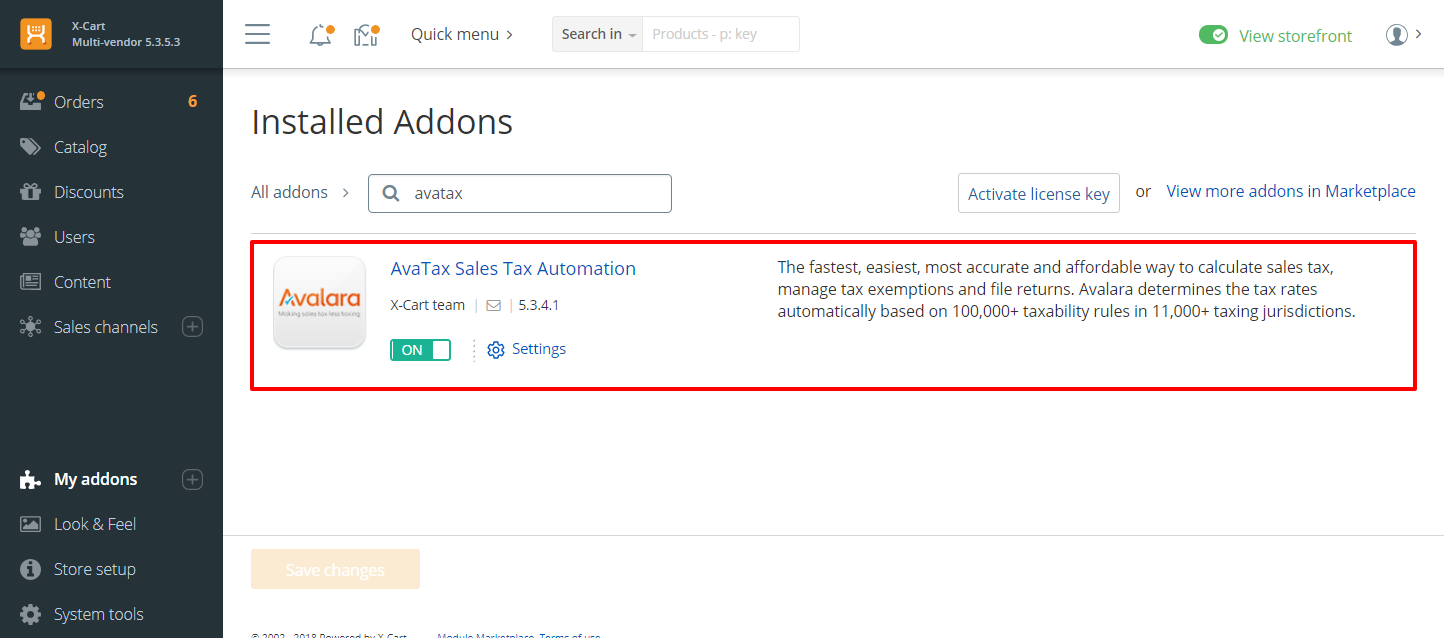 X-Cart
Multi-vendor 5.3.5.3
Quick menu
Search in
Products - p: key
View storefront
Orders
6
Catalog
Discounts
Users
Content
Sales channels
My addons
Look & Feel
Store setup
System tools
Installed Addons
All addons
avatax
Activate license key
or
View more addons in Marketplace
Avalara
Making sales tax less taxing
AvaTax Sales Tax Automation
X-Cart team
5.3.4.1
ON
Settings
The fastest, easiest, most accurate and affordable way to calculate sales tax,
manage tax exemptions and file returns. Avalara determines the tax rates
automatically based on 100,000+ taxability rules in 11,000+ taxing jurisdictions.
Save changes
© 2002 - 2018 Powered by X-Cart
Module Marketplace. Terms of use